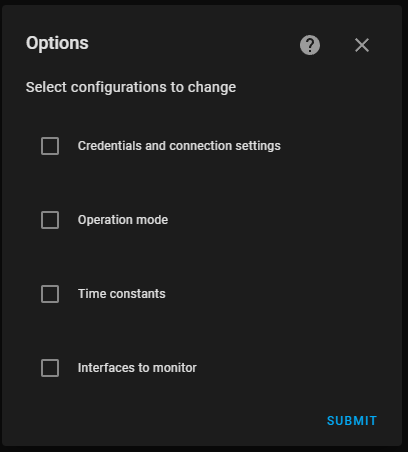 Options
Select configurations to change
Credentials and connection settings
Operation mode
Time constants
Interfaces to monitor
SUBMIT